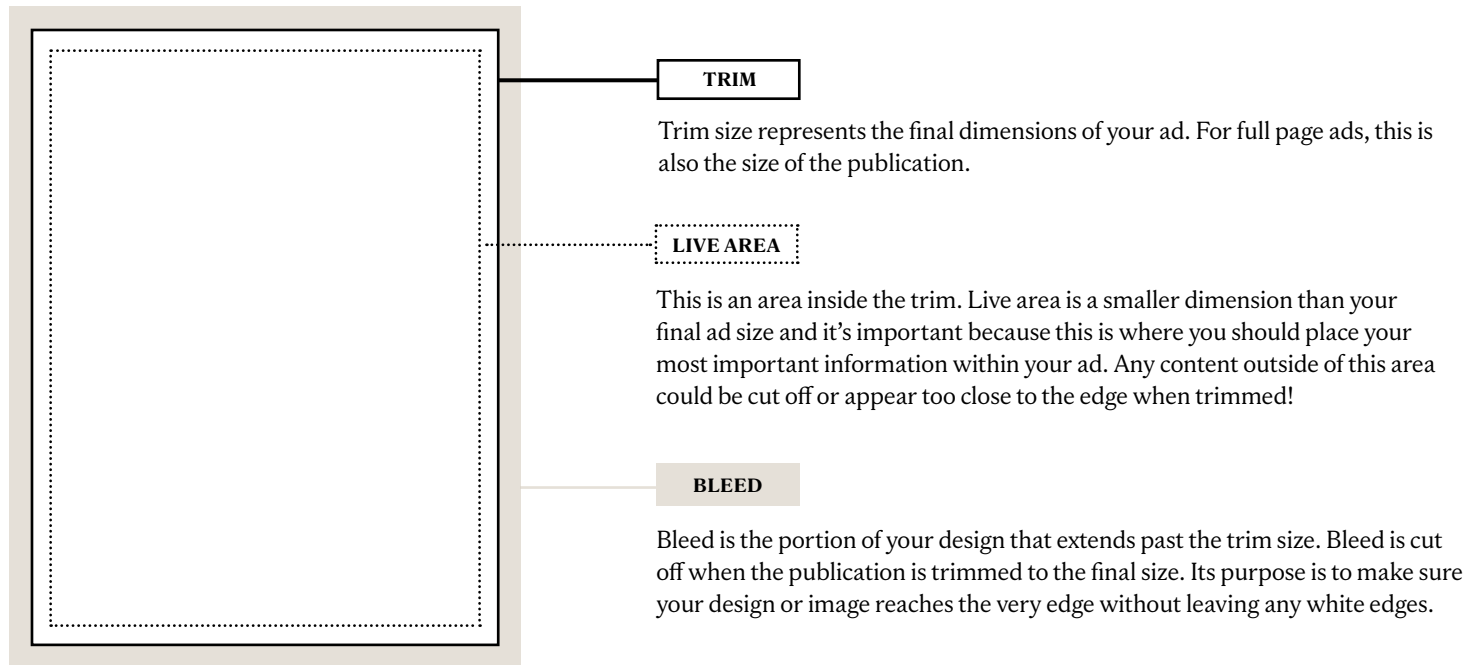 TRIM
Trim size represents the final dimensions of your ad. For full page ads, this is
also the size of the publication.
LIVE AREA
This is an area inside the trim. Live area is a smaller dimension than your
final ad size and it’s important because this is where you should place your
most important information within your ad. Any content outside of this area
could be cut off or appear too close to the edge when trimmed!
BLEED
Bleed is the portion of your design that extends past the trim size. Bleed is cut
off when the publication is trimmed to the final size. Its purpose is to make sure
your design or image reaches the very edge without leaving any white edges.